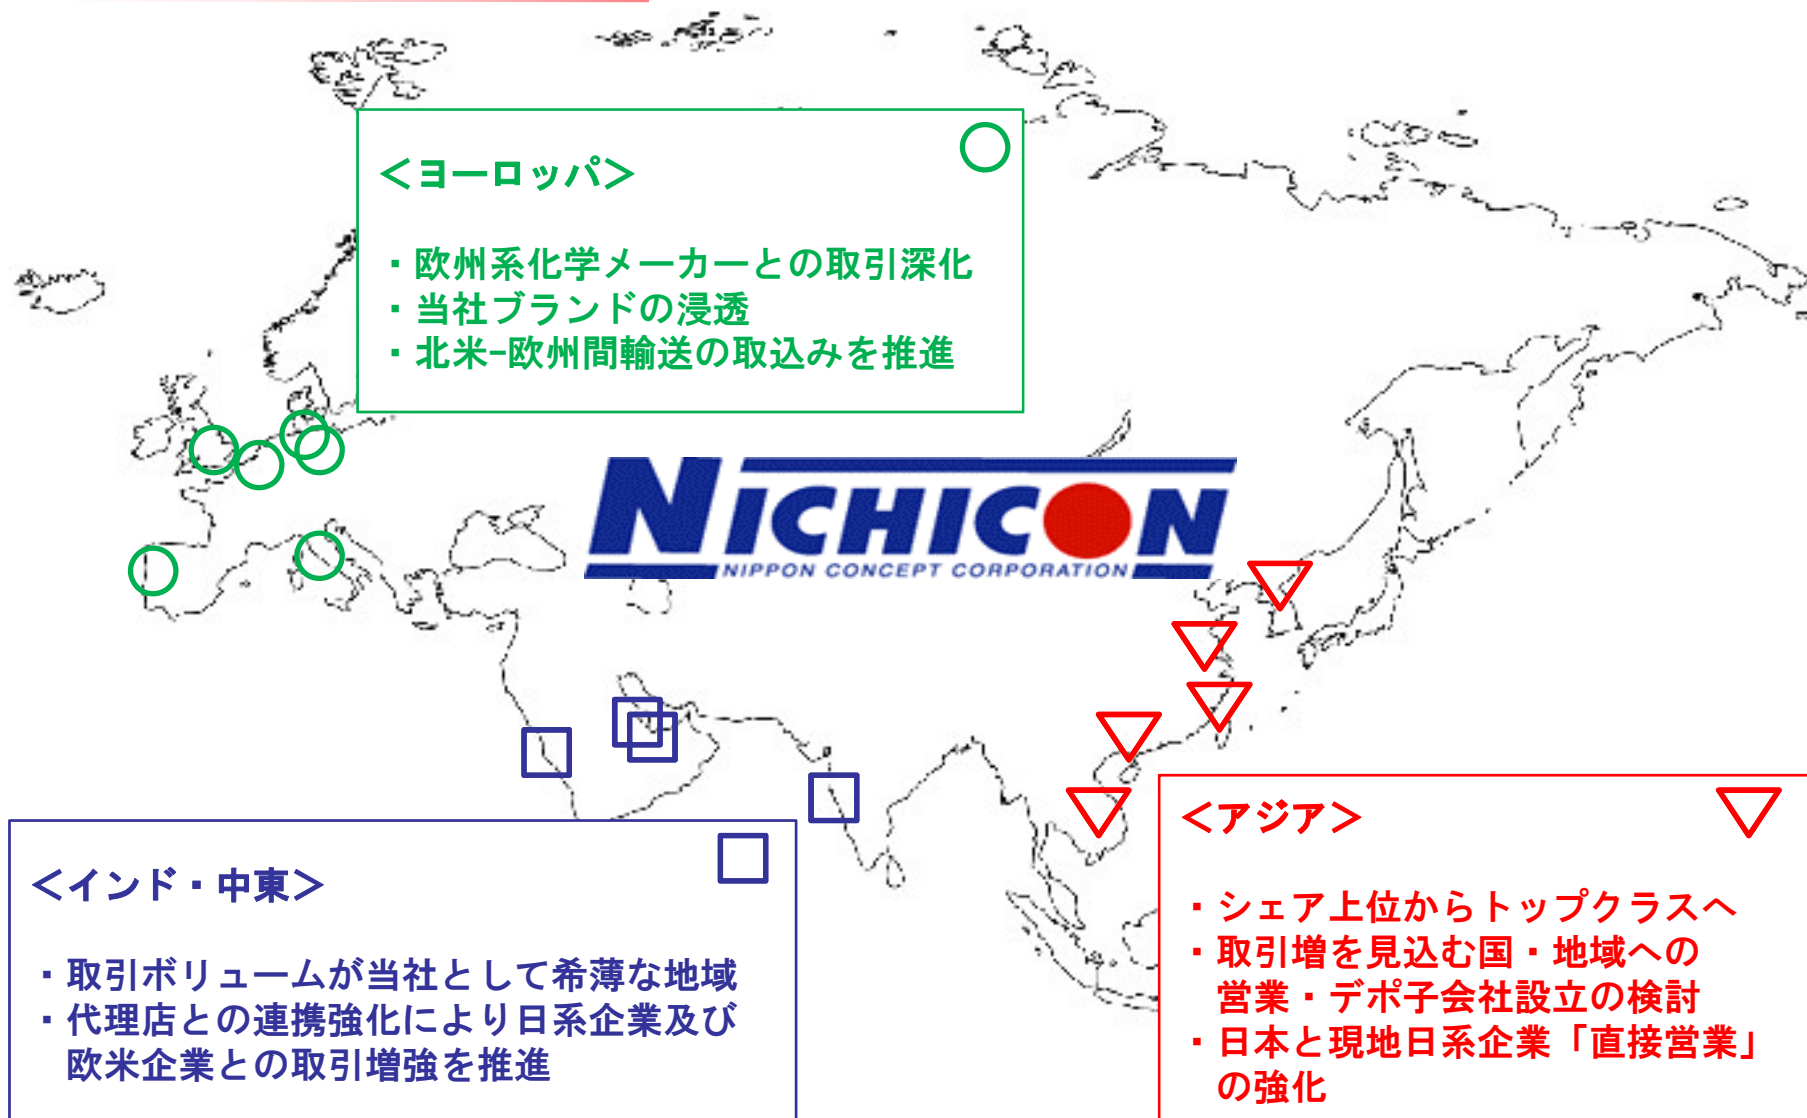 ＜ヨーロッパ＞
・欧州系化学メーカーとの取引深化
・当社ブランドの浸透
・北米-欧州間輸送の取込みを推進
NICHICON
NIPPON CONCEPT CORPORATION
＜インド・中東＞
・取引ボリュームが当社として希薄な地域
・代理店との連携強化により日系企業及び
欧米企業との取引増強を推進
＜アジア＞
・シェア上位からトップクラスへ
・取引増を見込む国・地域への
営業・デポ子会社設立の検討
・日本と現地日系企業「直接営業」
の強化